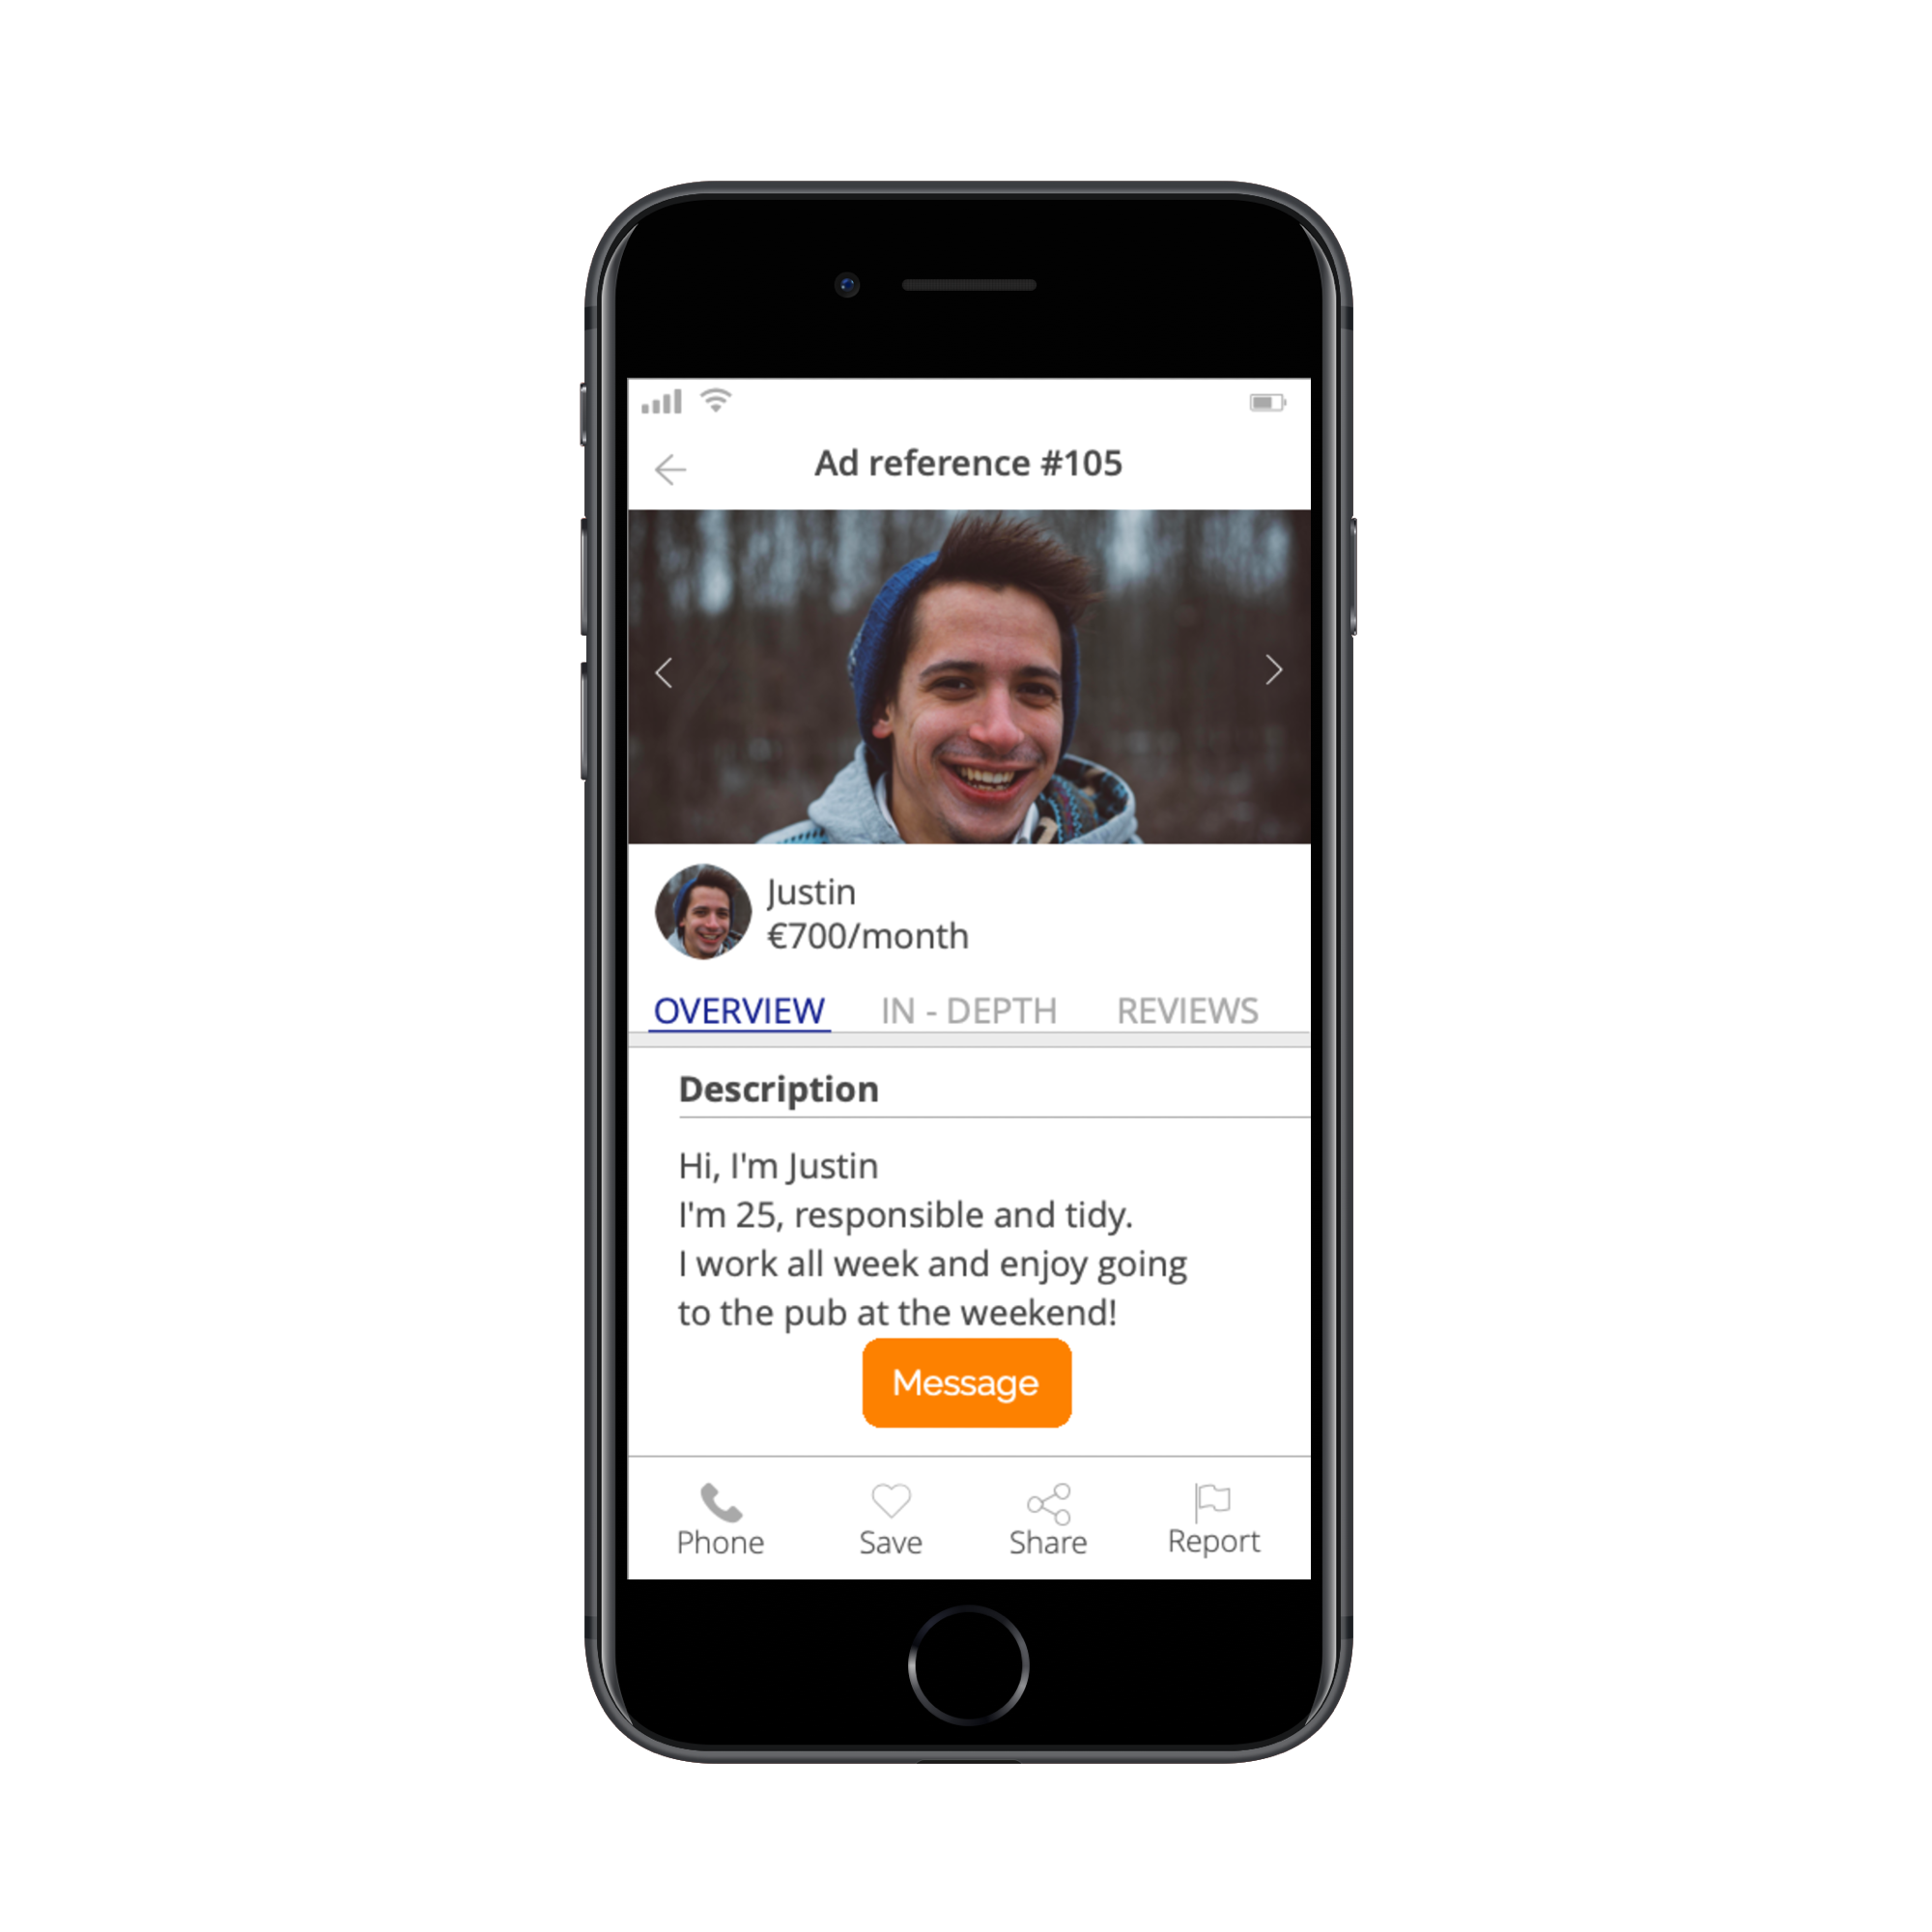 Ad reference #105
Justin
€700/month
OVERVIEW IN - DEPTH REVIEWS
Description
Hi, I'm Justin
I'm 25, responsible and tidy.
I work all week and enjoy going
to the pub at the weekend!
Message
Phone Save Share Report